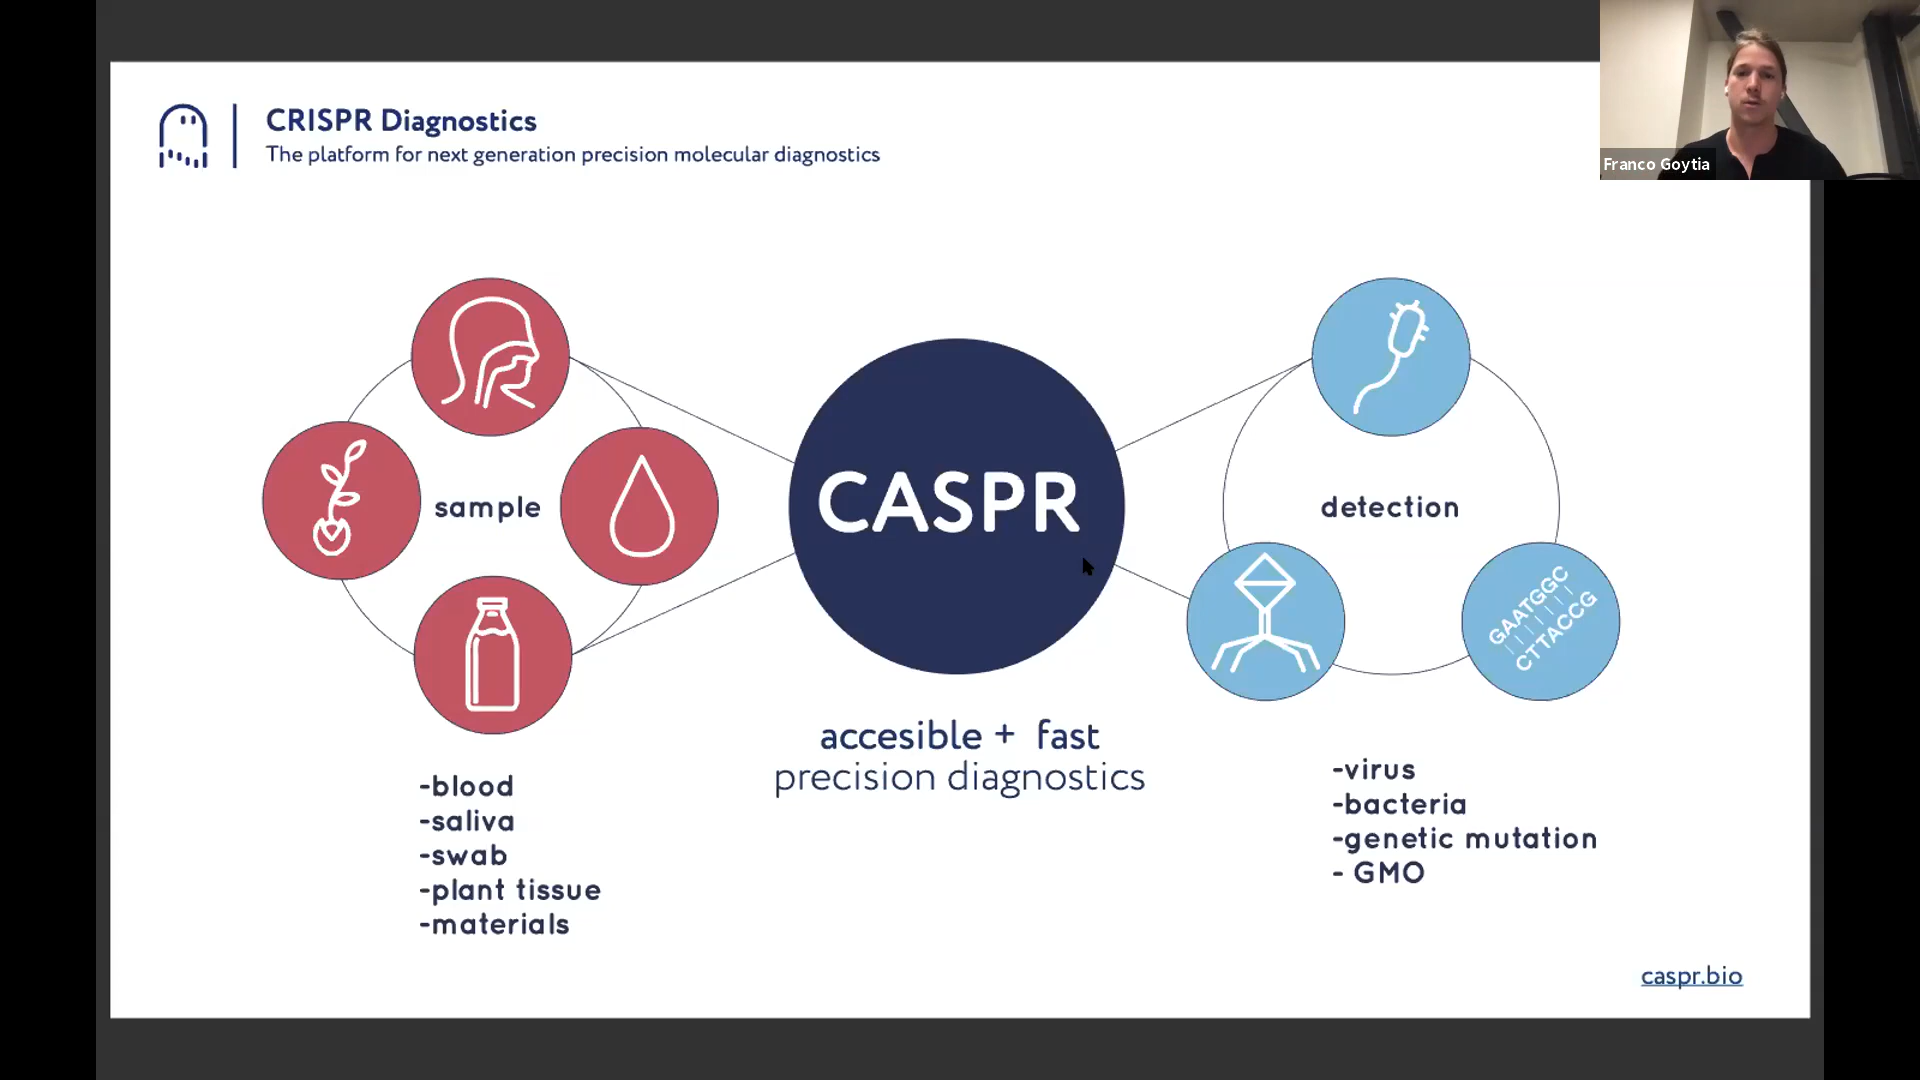 CRISPR Diagnostics
The platform for next generation precision molecular diagnostics
Franco Goytia
sample
CASPR
detection
GAATGGC
CTTACCG
accesible + fast
precision diagnostics
-blood
-saliva
-swab
-plant tissue
-materials
-virus
-bacteria
-genetic mutation
- GMO
caspr.bio